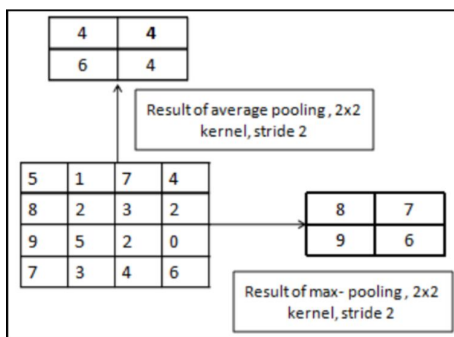 4 4
6 4
Result of average pooling , 2x2
kernel, stride 2
5 1 7 4
8 2 3 2
9 5 2 0
7 3 4 6
8 7
9 6
Result of max- pooling , 2x2
kernel, stride 2